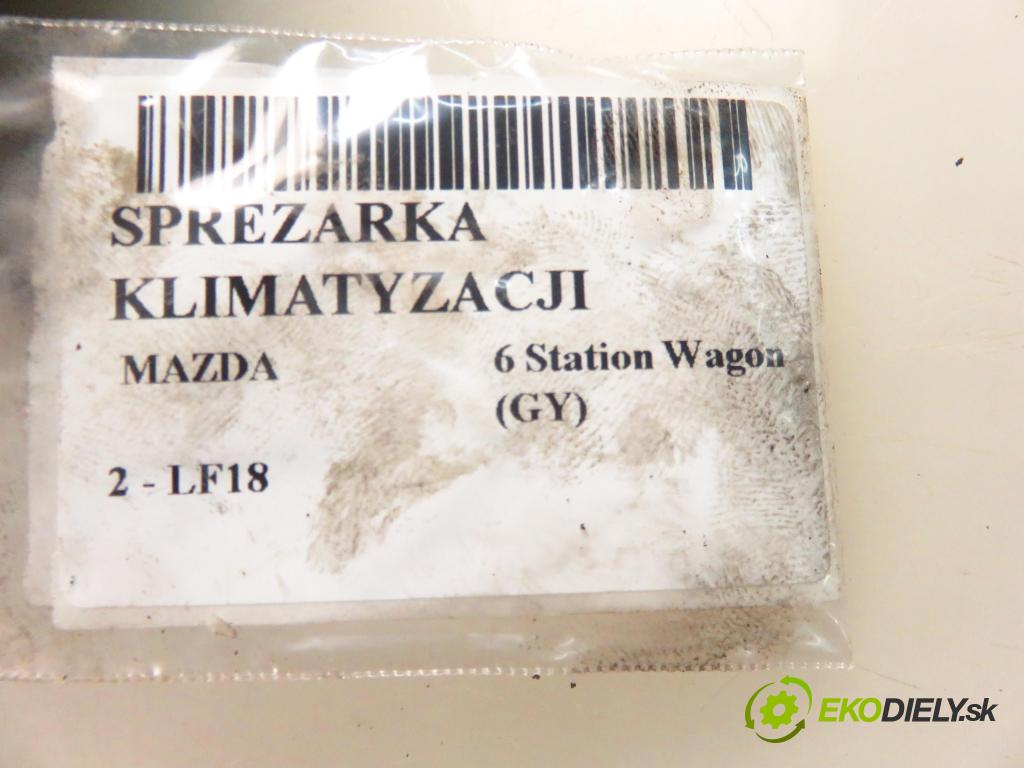 SPREZARKA
KLIMATYZACJI
MAZDA 6 Station Wagon
(GY)
2 - LF18
EKODIELY.sk